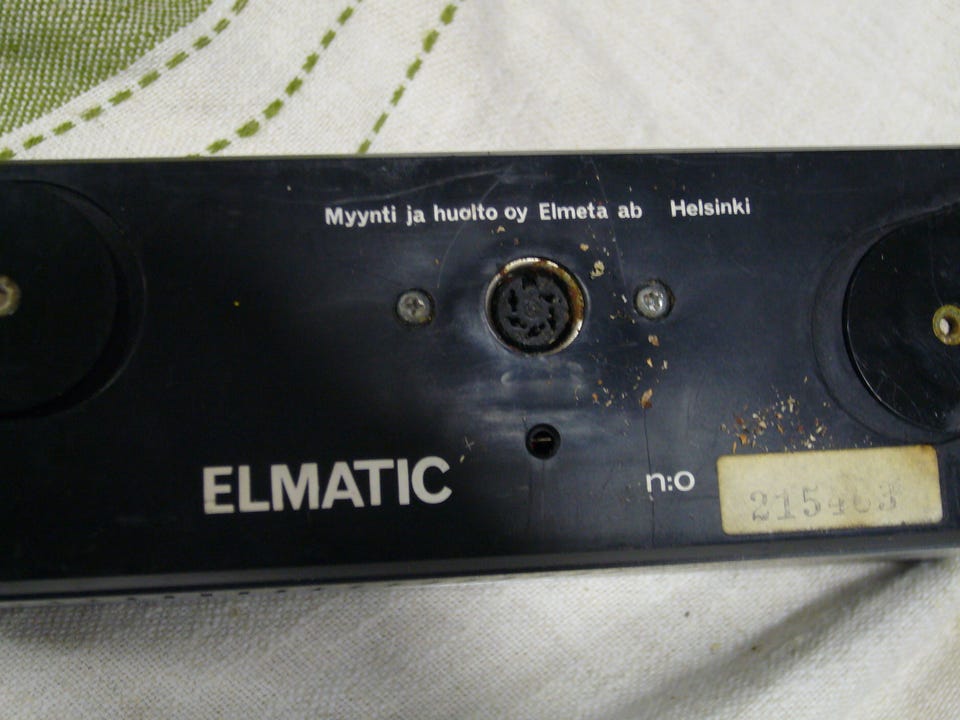 Myynti ja huolto oy Elmeta ab Helsinki
ELMATIC
n:o